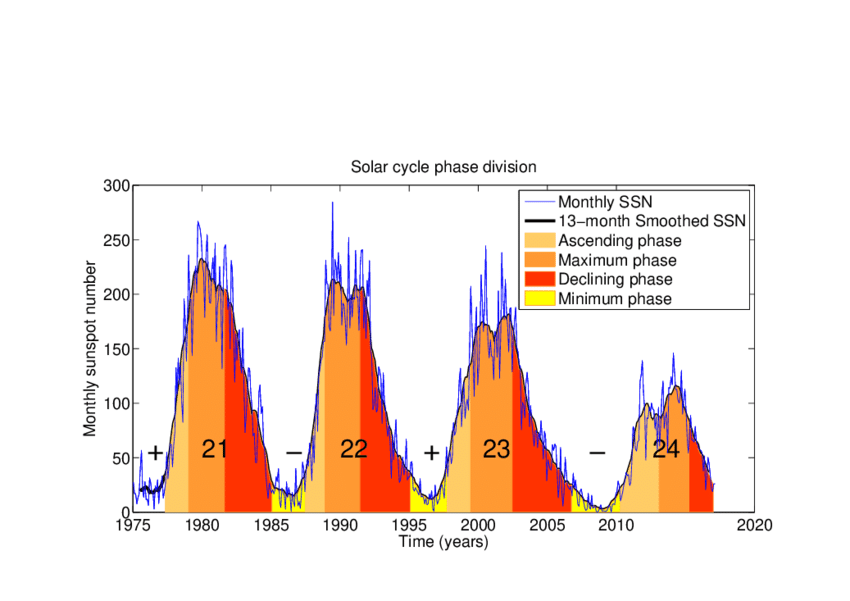 Solar cycle phase division
300
250
200
150
100
50
0
Monthly sunspot number
Monthly SSN
13−month Smoothed SSN
Ascending phase
Maximum phase
Declining phase
Minimum phase
+ 21 − 22 + 23 − 24
1975 1980 1985 1990 1995 2000 2005 2010 2020
Time (years)